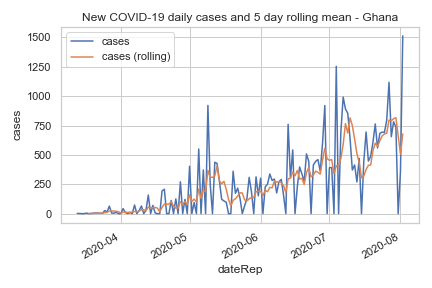 New COVID-19 daily cases and 5 day rolling mean - Ghana
cases
cases (rolling)
1500
1250
1000
750
500
250
0
cases
2020-04
2020-05
2020-06
2020-07
2020-08
dateRep